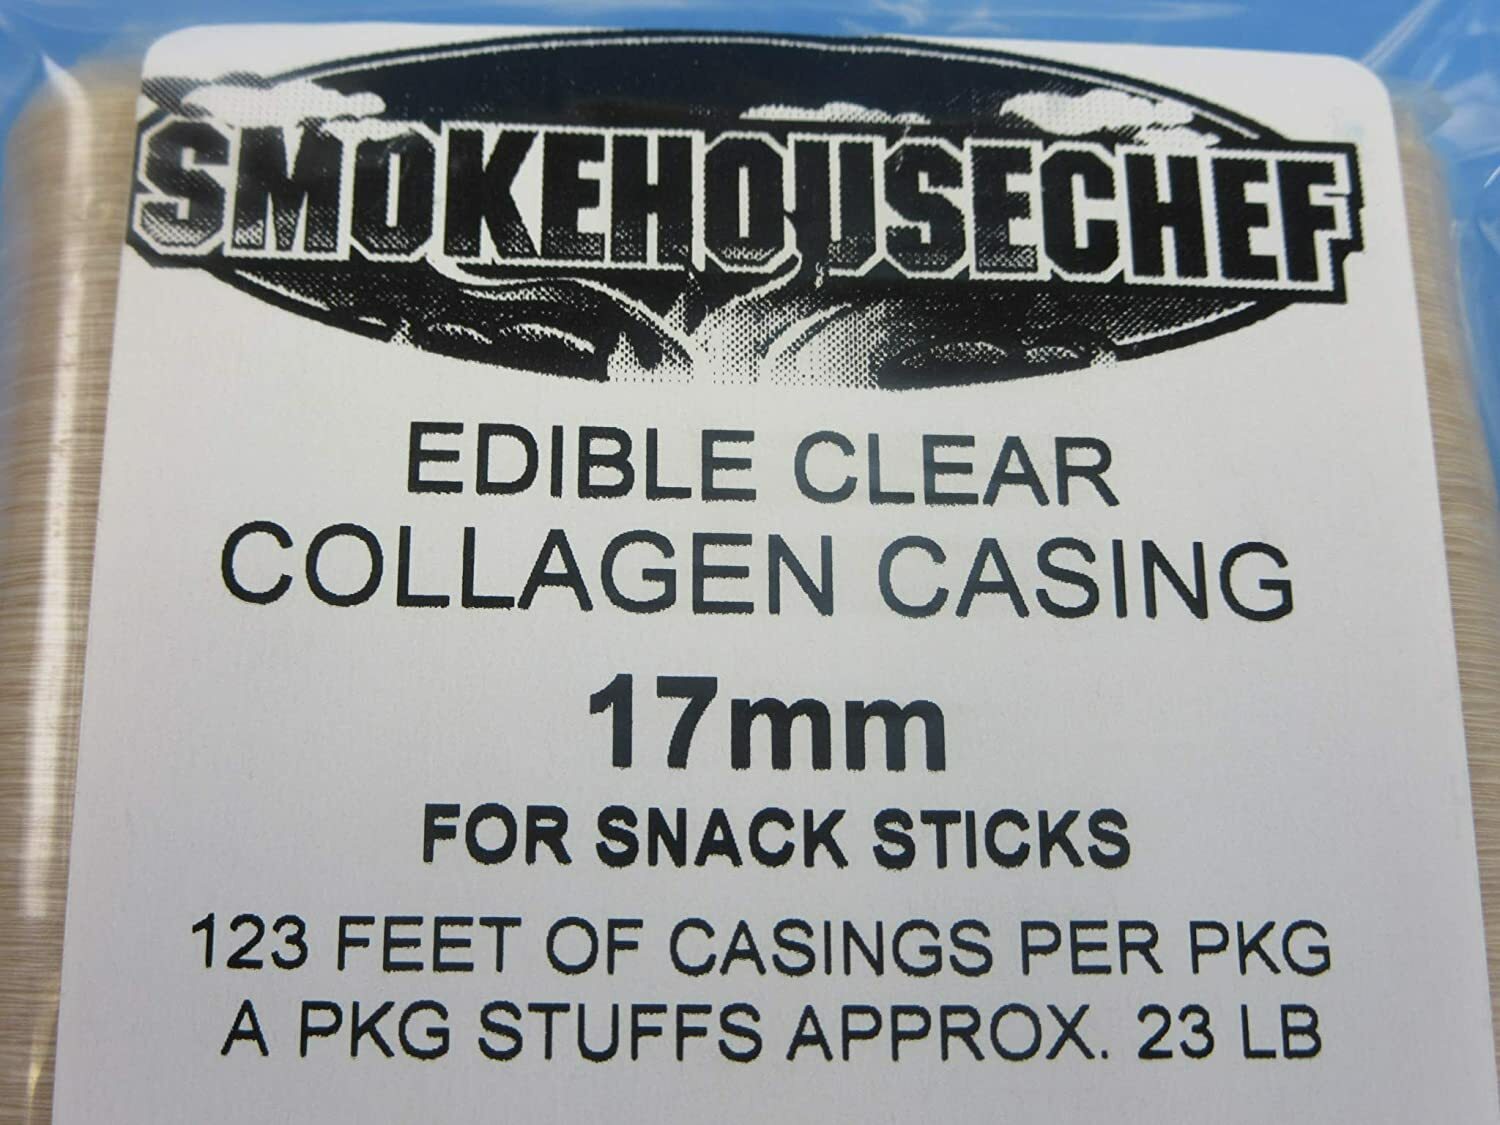 SMOKEHOUSECHEF
EDIBLE CLEAR
COLLAGEN CASING
17mm
FOR SNACK STICKS
123 FEET OF CASINGS PER PKG
A PKG STUFFS APPROX. 23 LB